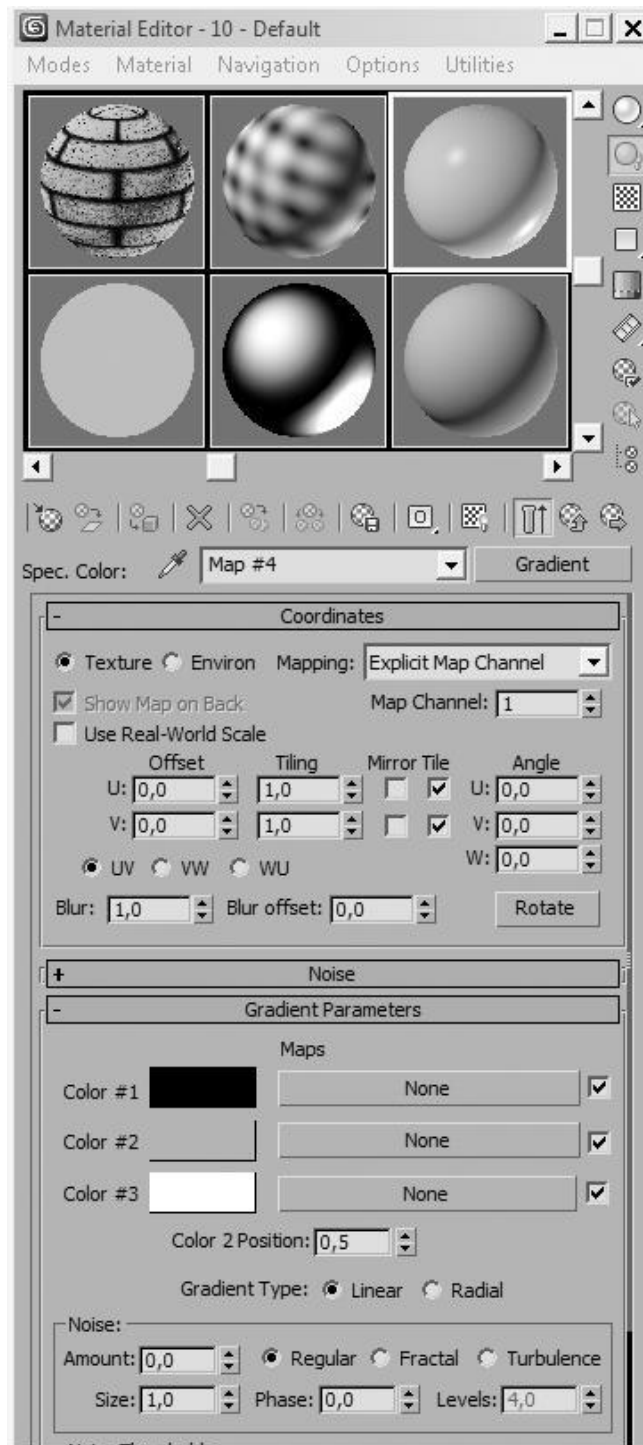 Material Editor - 10 - Default
Modes Material Navigation Options Utilities
Spec. Color: Map #4 Gradient
- Coordinates
Texture Environ Mapping: Explicit Map Channel
Show Map on Back Map Channel: 1
Use Real-World Scale
Offset Tiling Mirror Tile Angle
U: 0,0 1,0 U: 0,0
V: 0,0 1,0 V: 0,0
UV VW WU W: 0,0
Blur: 1,0 Blur offset: 0,0 Rotate
+ Noise
- Gradient Parameters
Maps
Color #1 None
Color #2 None
Color #3 None
Color 2 Position: 0,5
Gradient Type: Linear Radial
Noise:
Amount: 0,0 Regular Fractal Turbulence
Size: 1,0 Phase: 0,0 Levels: 4,0